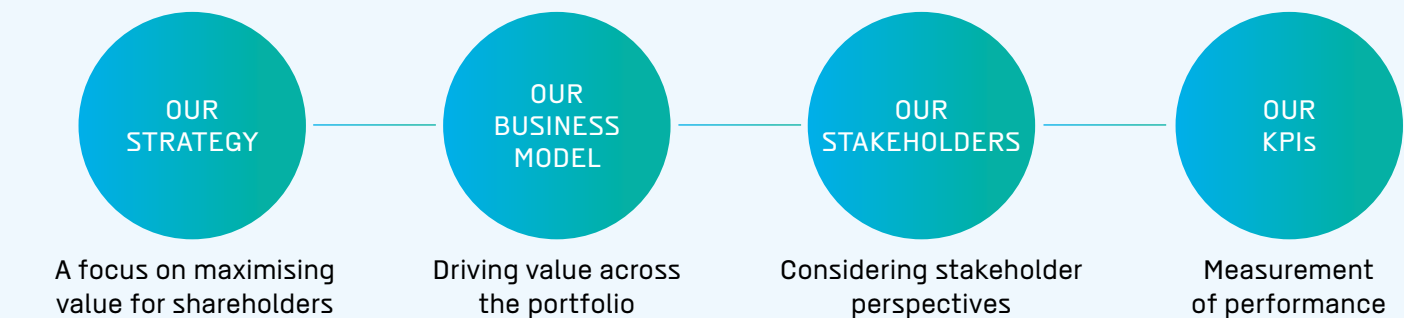 OUR
STRATEGY
A focus on maximising
value for shareholders
OUR
BUSINESS
MODEL
Driving value across
the portfolio
OUR
STAKEHOLDERS
Considering stakeholder
perspectives
OUR
KPIs
Measurement
of performance